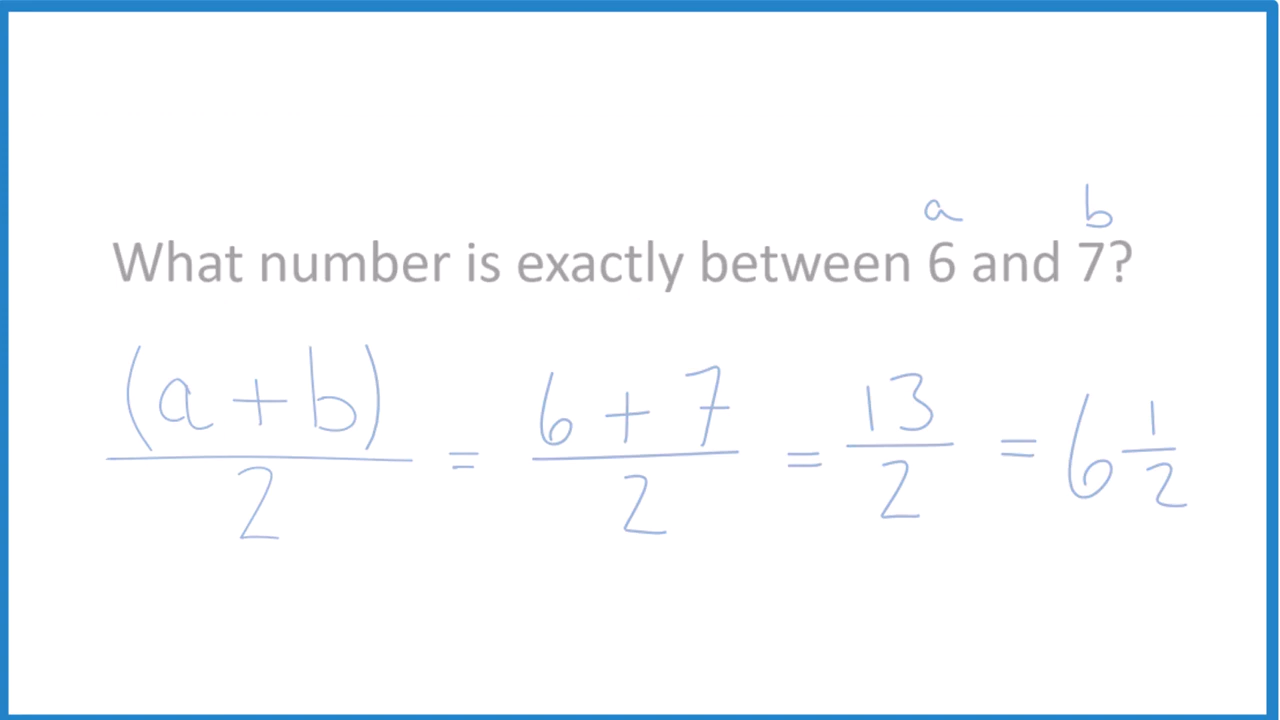 a b
What number is exactly between 6 and 7?
(a + b) / 2 = 6 + 7 / 2 = 13 / 2 = 6 1/2